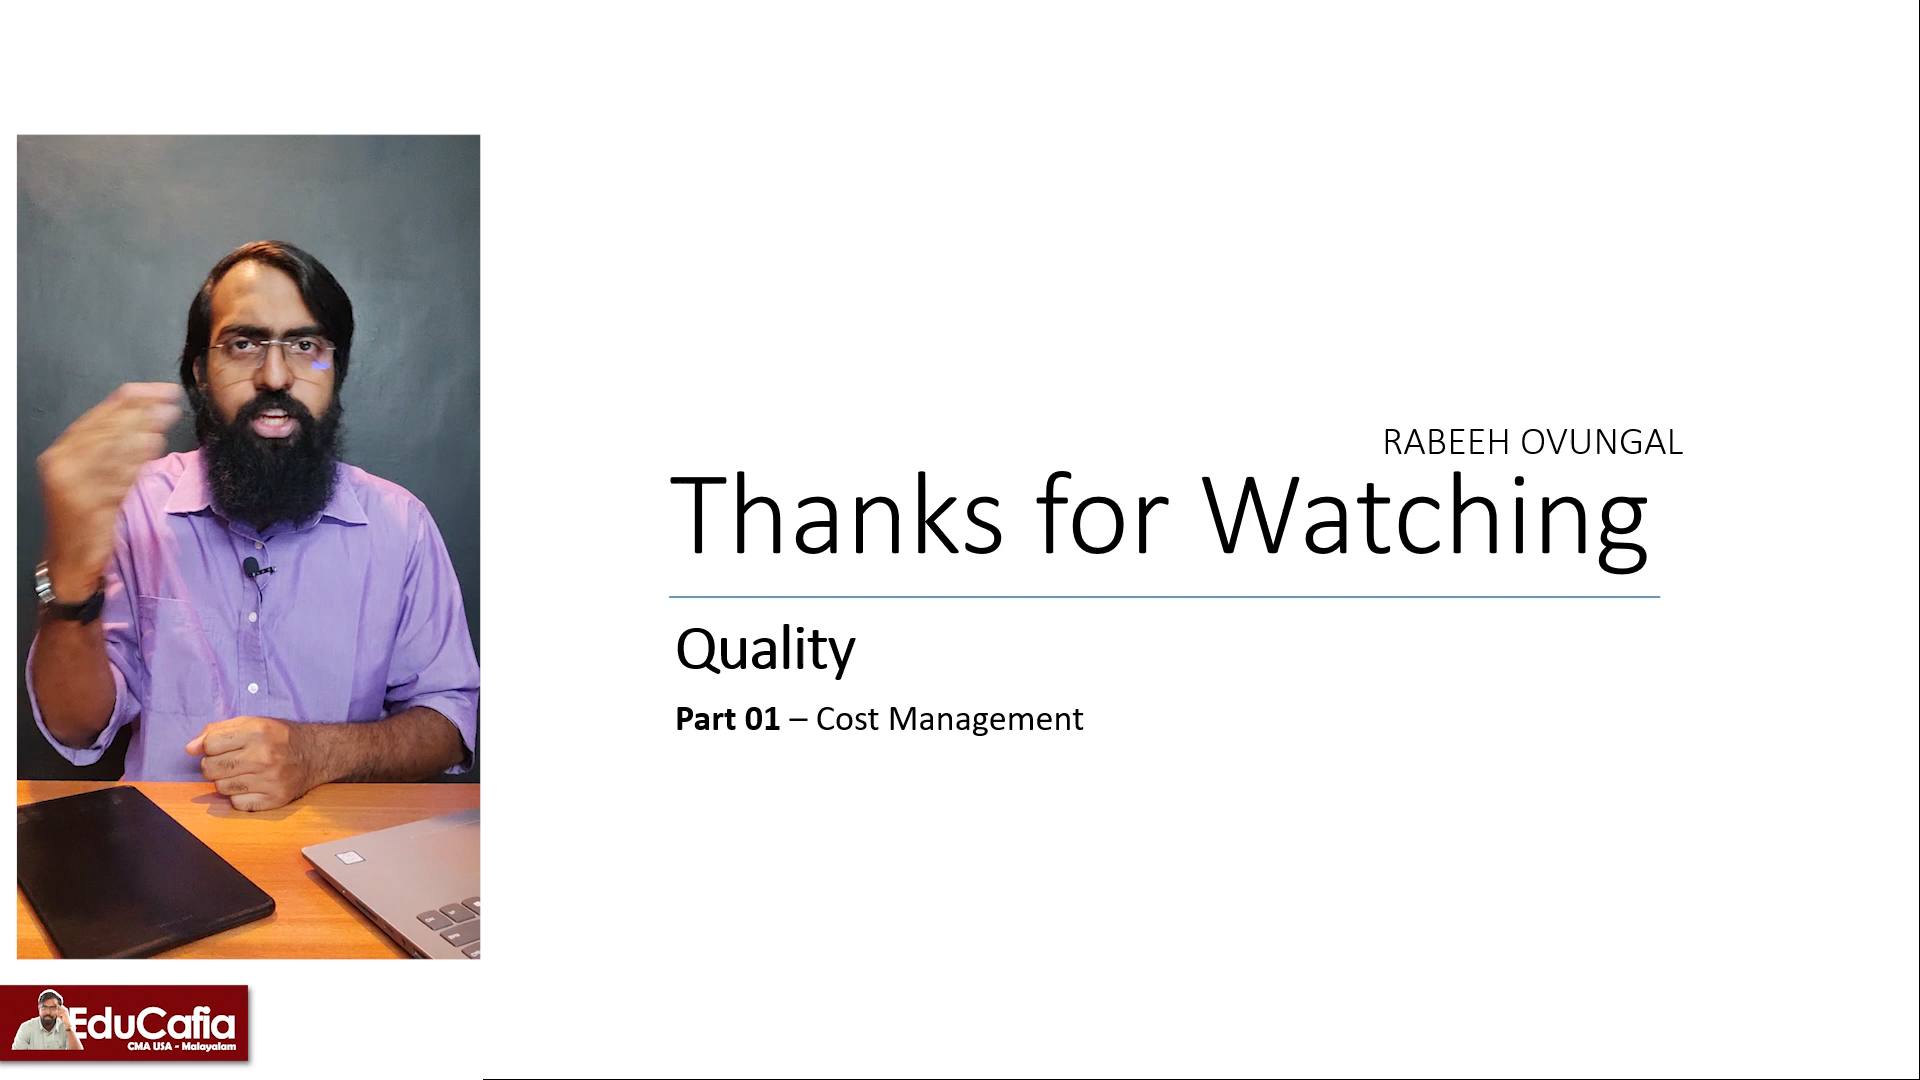 RABEEH OVUNGAL
Thanks for Watching
Quality
Part 01 – Cost Management
EduCafia
CMA USA - Malayalam